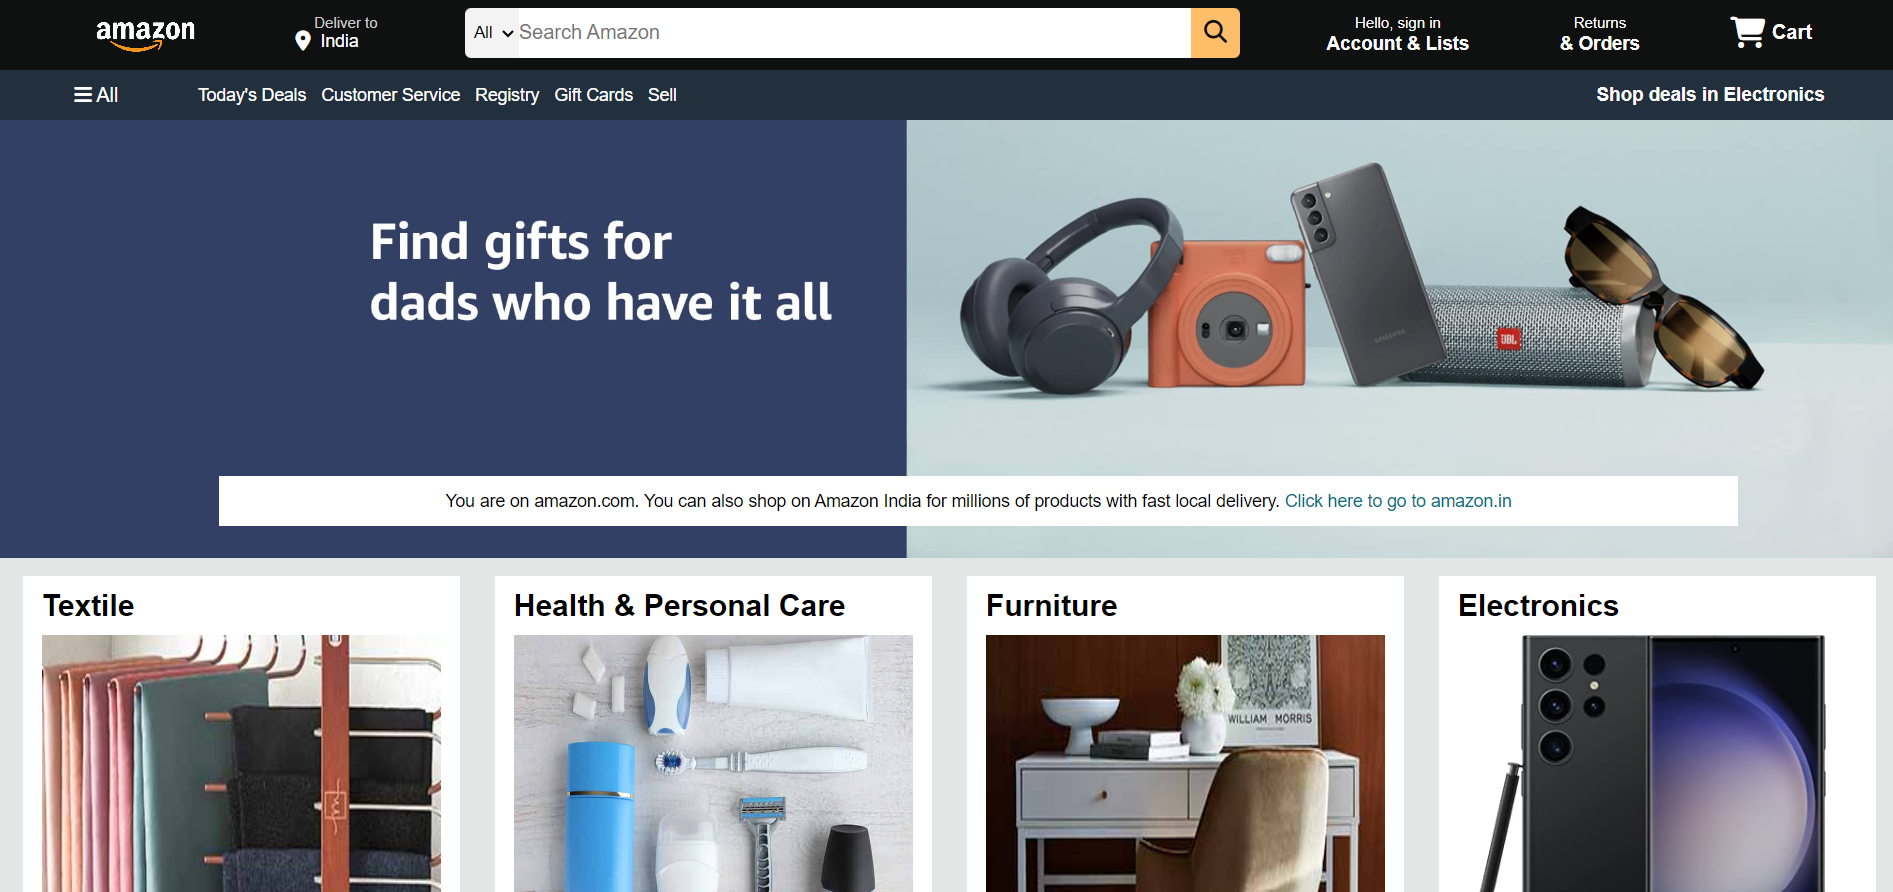 amazon
Deliver to
India
All
Search Amazon
Hello, sign in
Account & Lists
Returns
& Orders
Cart
All
Today's Deals
Customer Service
Registry
Gift Cards
Sell
Shop deals in Electronics
Find gifts for
dads who have it all
SAMSUNG
JBL
You are on amazon.com. You can also shop on Amazon India for millions of products with fast local delivery. Click here to go to amazon.in
Textile
Health & Personal Care
Furniture
Electronics
WILLIAM MORRIS